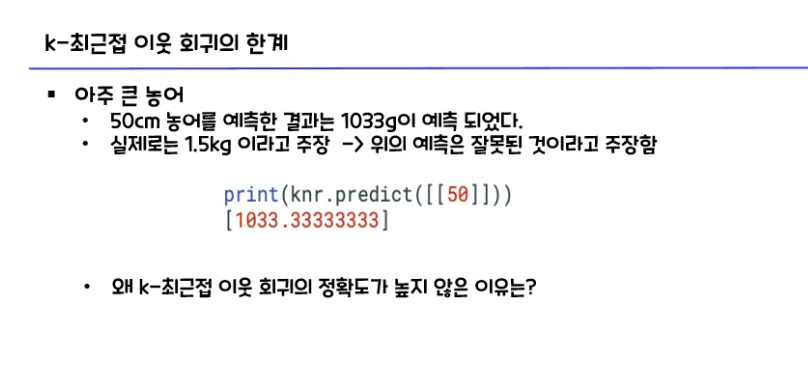 k-최근접 이웃 회귀의 한계
▪ 아주 큰 농어
• 50cm 농어를 예측한 결과는 1033g이 예측 되었다.
• 실제로는 1.5kg 이라고 주장 -> 위의 예측은 잘못된 것이라고 주장함
print(knr.predict([[50]]))
[1033.33333333]
• 왜 k-최근접 이웃 회귀의 정확도가 높지 않은 이유는?